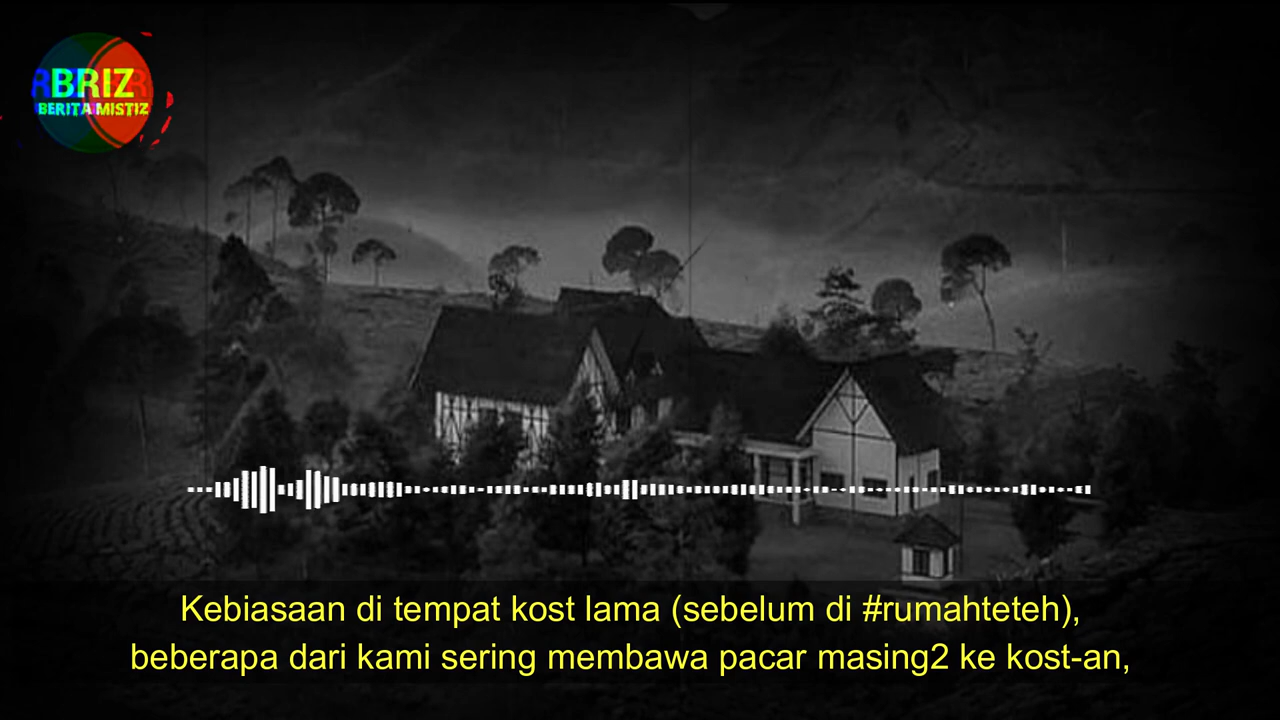 BRIZ
BERITA MISTIZ
Kebiasaan di tempat kost lama (sebelum di #rumahteteh),
beberapa dari kami sering membawa pacar masing2 ke kost-an,